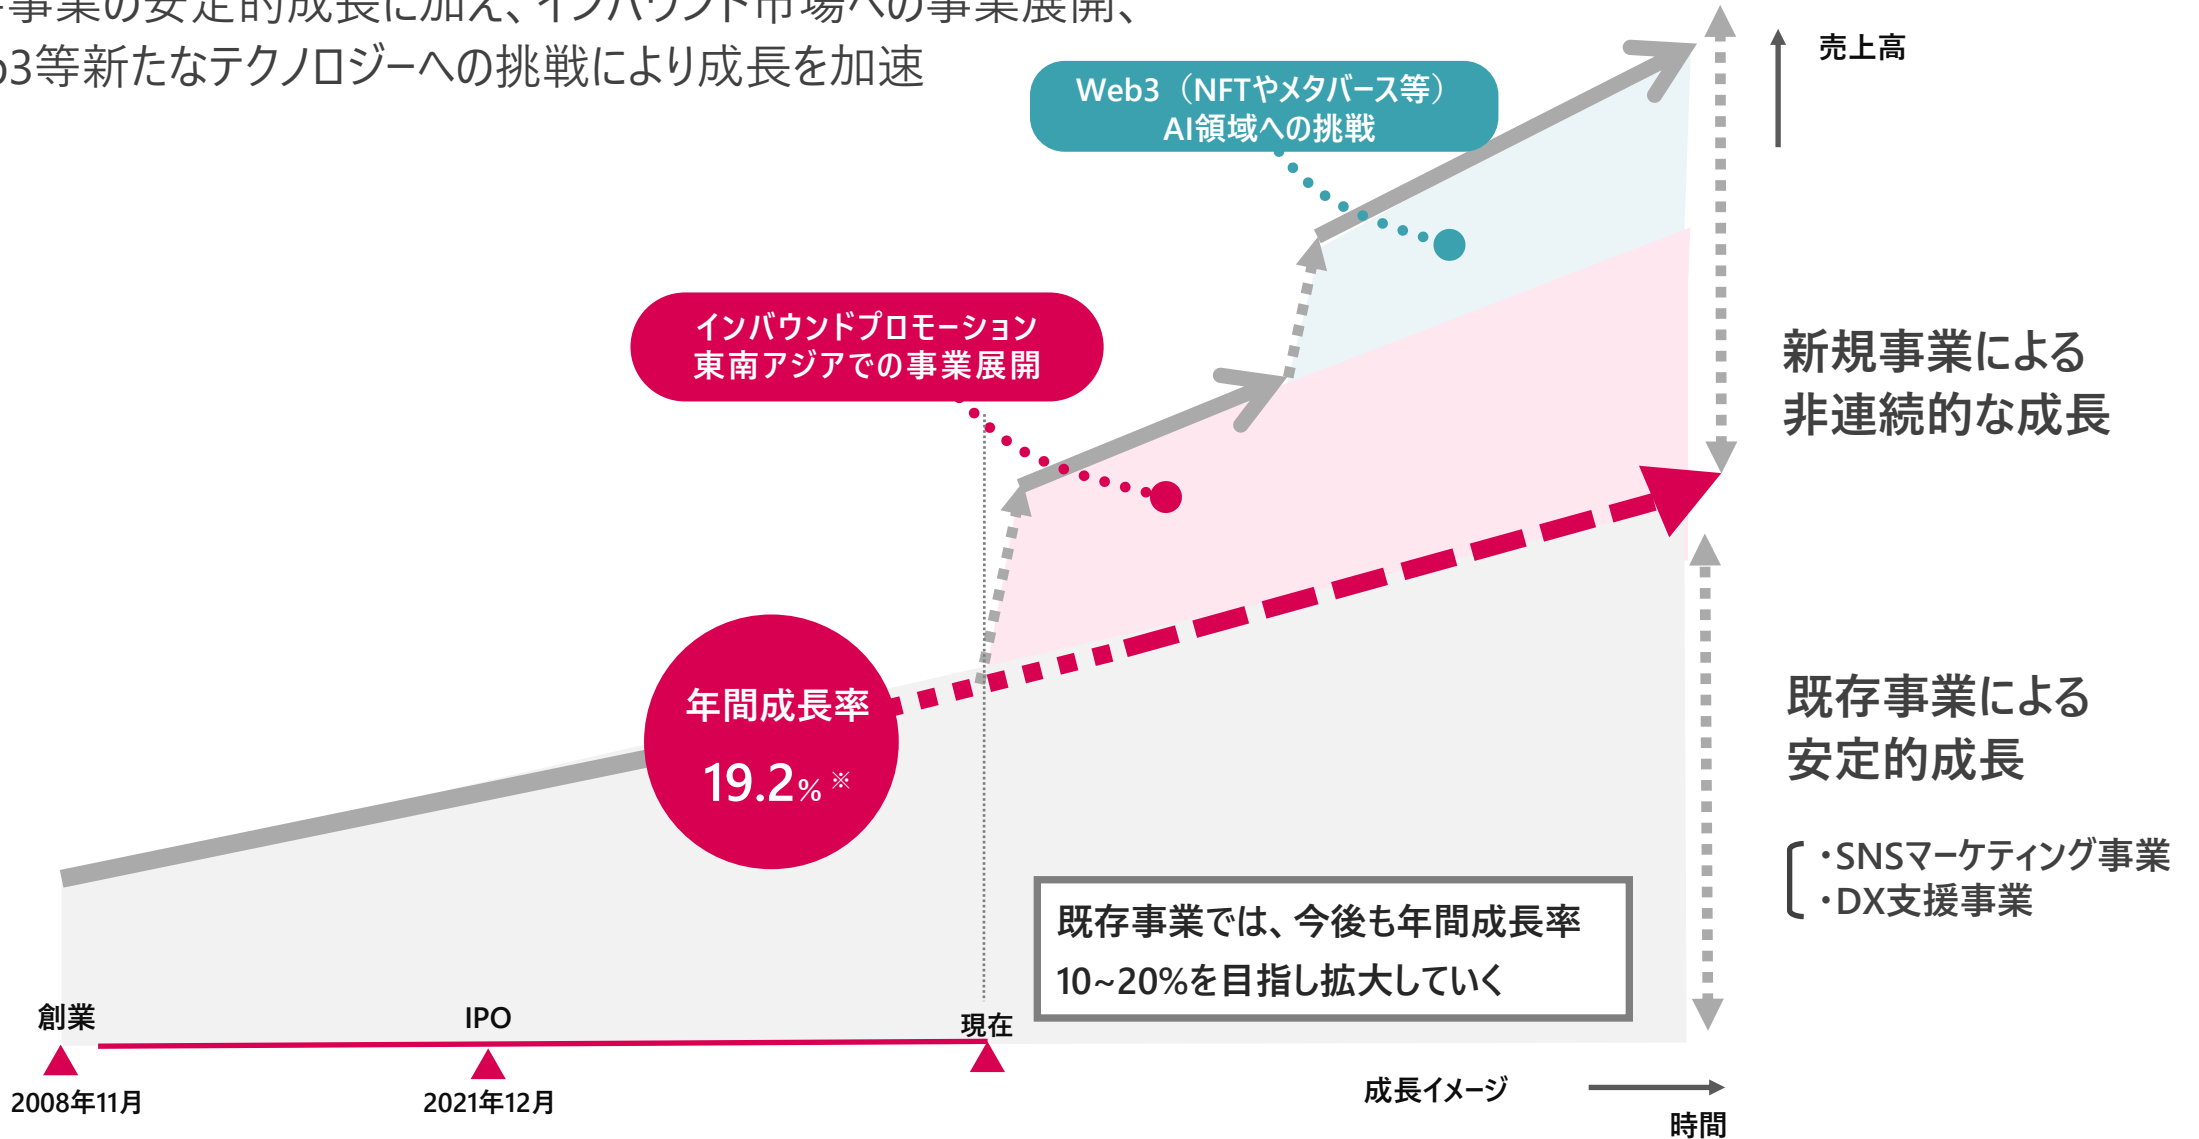 事業の安定的成長に加え、インバウンド市場への事業展開、
b3等新たなテクノロジーへの挑戦により成長を加速
売上高
Web3（NFTやメタバース等）
AI領域への挑戦
インバウンドプロモーション
東南アジアでの事業展開
新規事業による
非連続的な成長
年間成長率
19.2% ※
既存事業による
安定的成長
・SNSマーケティング事業
・DX支援事業
既存事業では、今後も年間成長率
10~20%を目指し拡大していく
創業
IPO
現在
2008年11月
2021年12月
成長イメージ
時間